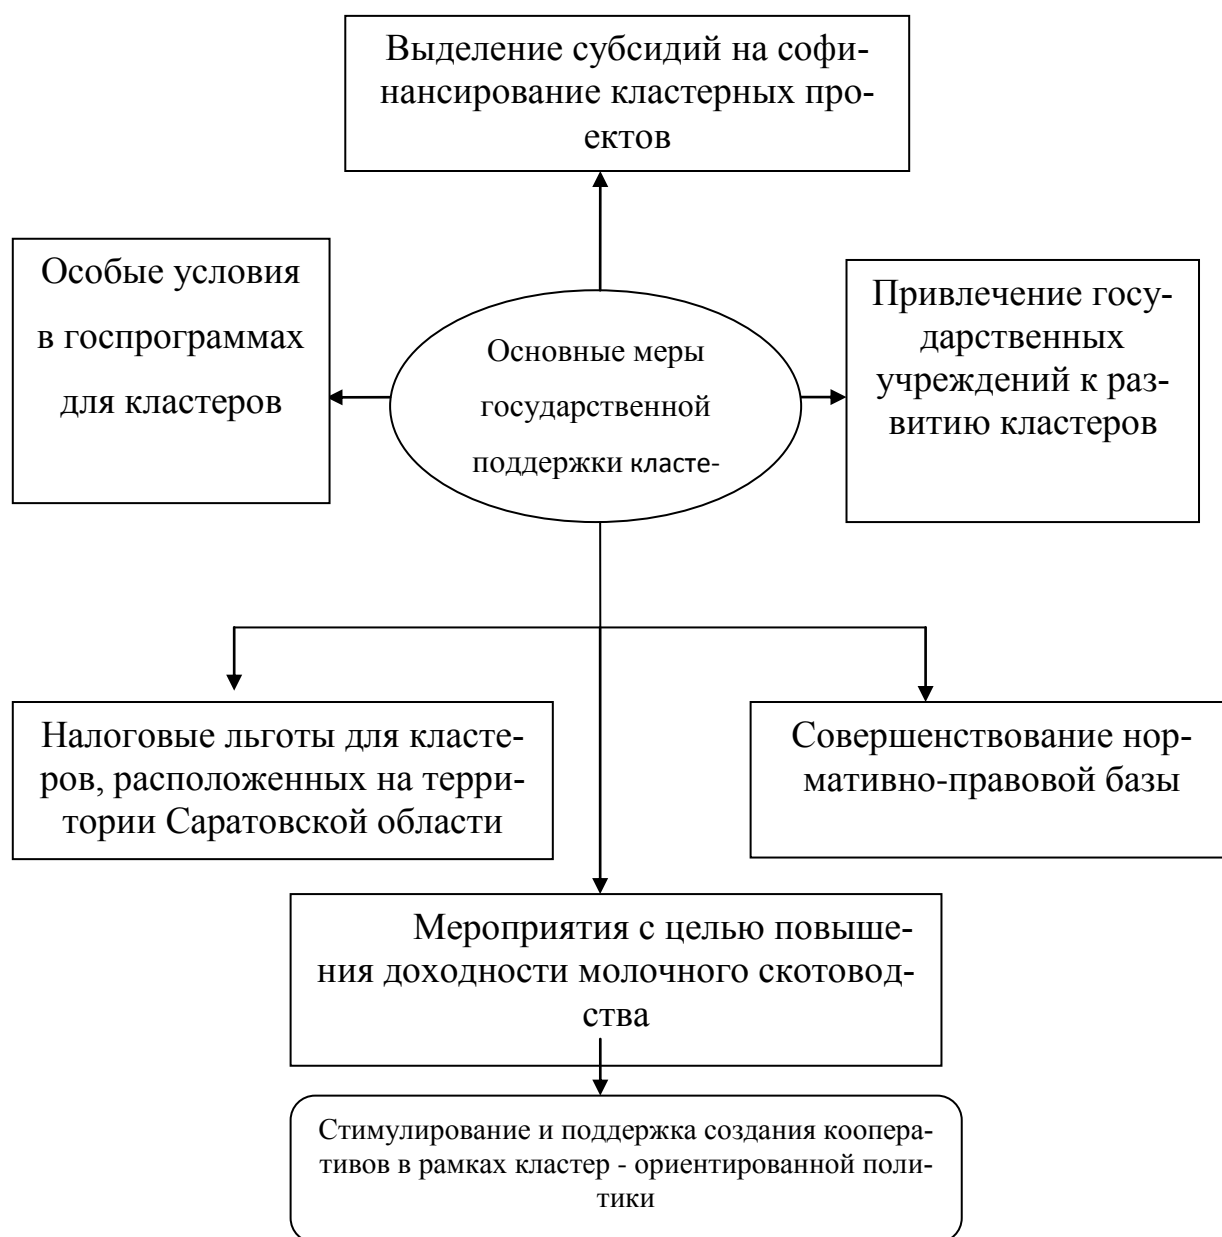 Выделение субсидий на софи-
нансирование кластерных про-
ектов
Особые условия
в госпрограммах
для кластеров
Основные меры
государственной
поддержки класте-
Привлечение госу-
дарственных
учреждений к раз-
витию кластеров
Налоговые льготы для класте-
ров, расположенных на терри-
тории Саратовской области
Совершенствование нор-
мативно-правовой базы
Мероприятия с целью повыше-
ния доходности молочного скотовод-
ства
Стимулирование и поддержка создания коопера-
тивов в рамках кластер - ориентированной поли-
тики